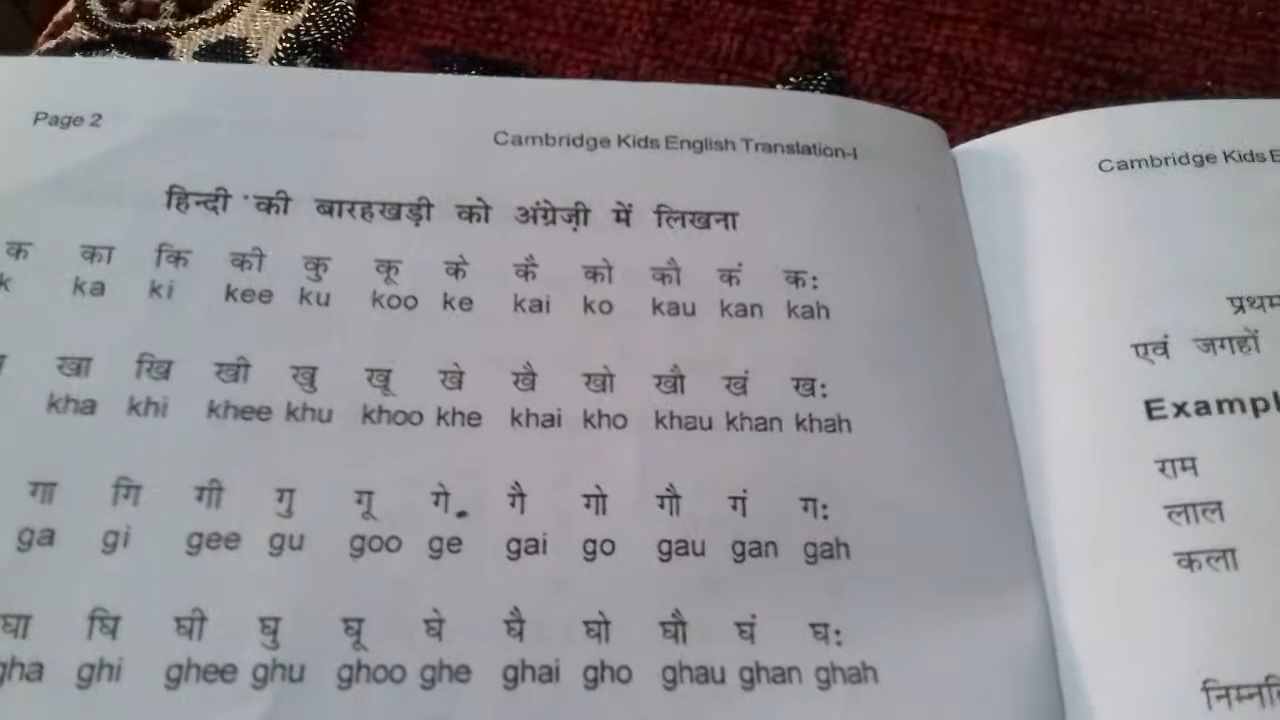 Page 2
Cambridge Kids English Translation-I
हिन्दी की बारहखड़ी को अंग्रेज़ी में लिखना
क का कि की कु कू के कै को कौ कं कः
k ka ki kee ku koo ke kai ko kau kan kah
खा खि खी खु खू खे खै खो खौ खं खः
kha khi khee khu khoo khe khai kho khau khan khah
गा गि गी गु गू गे गै गो गौ गं गः
ga gi gee gu goo ge gai go gau gan gah
घा घि घी घु घू घे घै घो घौ घं घः
gha ghi ghee ghu ghoo ghe ghai gho ghau ghan ghah
Cambridge Kids
एवं जगहों
राम
लाल
कला